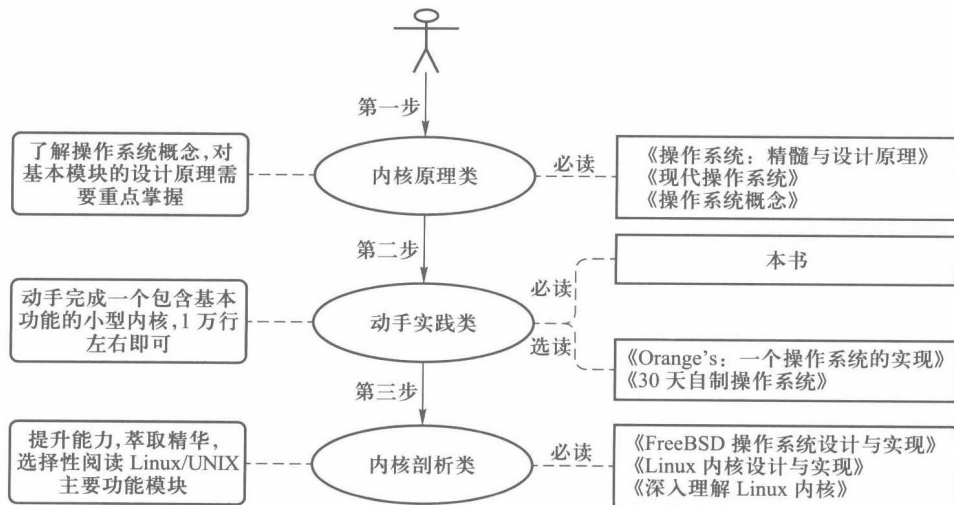 第一步
了解操作系统概念,对
基本模块的设计原理需
要重点掌握
内核原理类
必读
《操作系统：精髓与设计原理》
《现代操作系统》
《操作系统概念》
第二步
本书
动手完成一个包含基本
功能的小型内核,1 万行
左右即可
动手实践类
必读
选读
《Orange's：一个操作系统的实现》
《30 天自制操作系统》
第三步
提升能力,萃取精华,
选择性阅读 Linux/UNIX
主要功能模块
内核剖析类
必读
《FreeBSD 操作系统设计与实现》
《Linux 内核设计与实现》
《深入理解 Linux 内核》